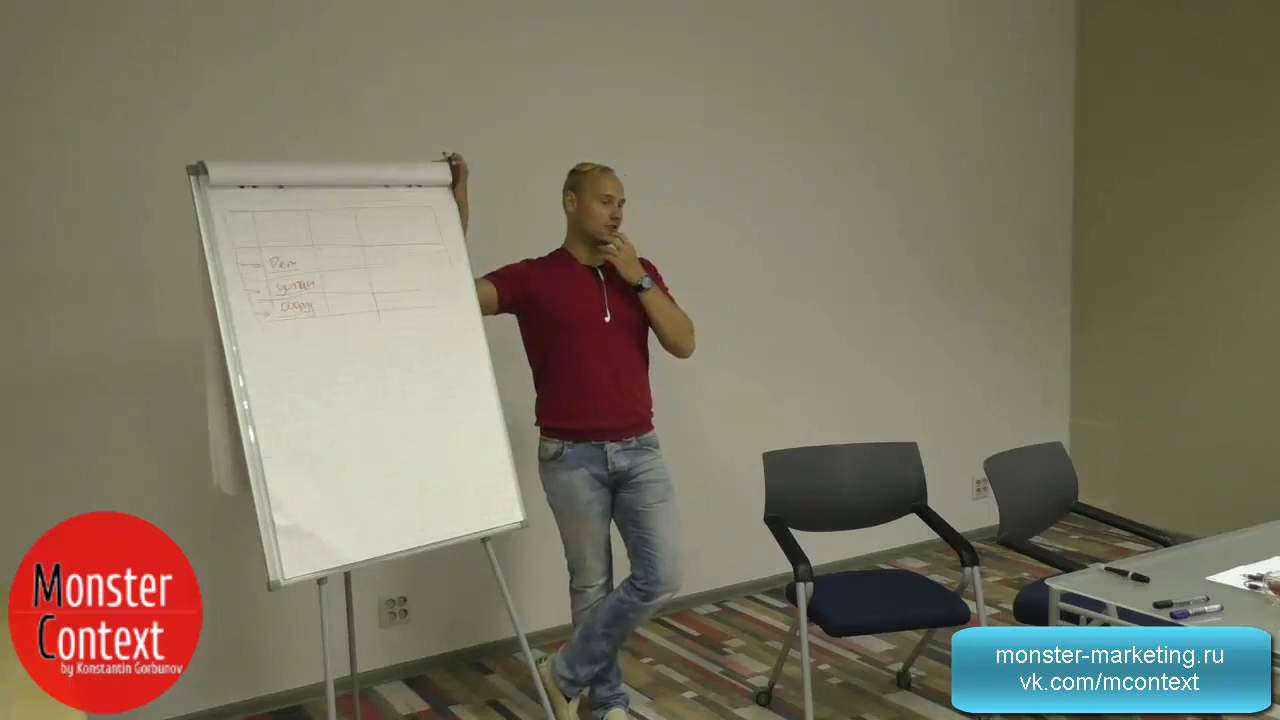 Monster
Context
by Konstantin Gorbunov
monster-marketing.ru
vk.com/mcontext